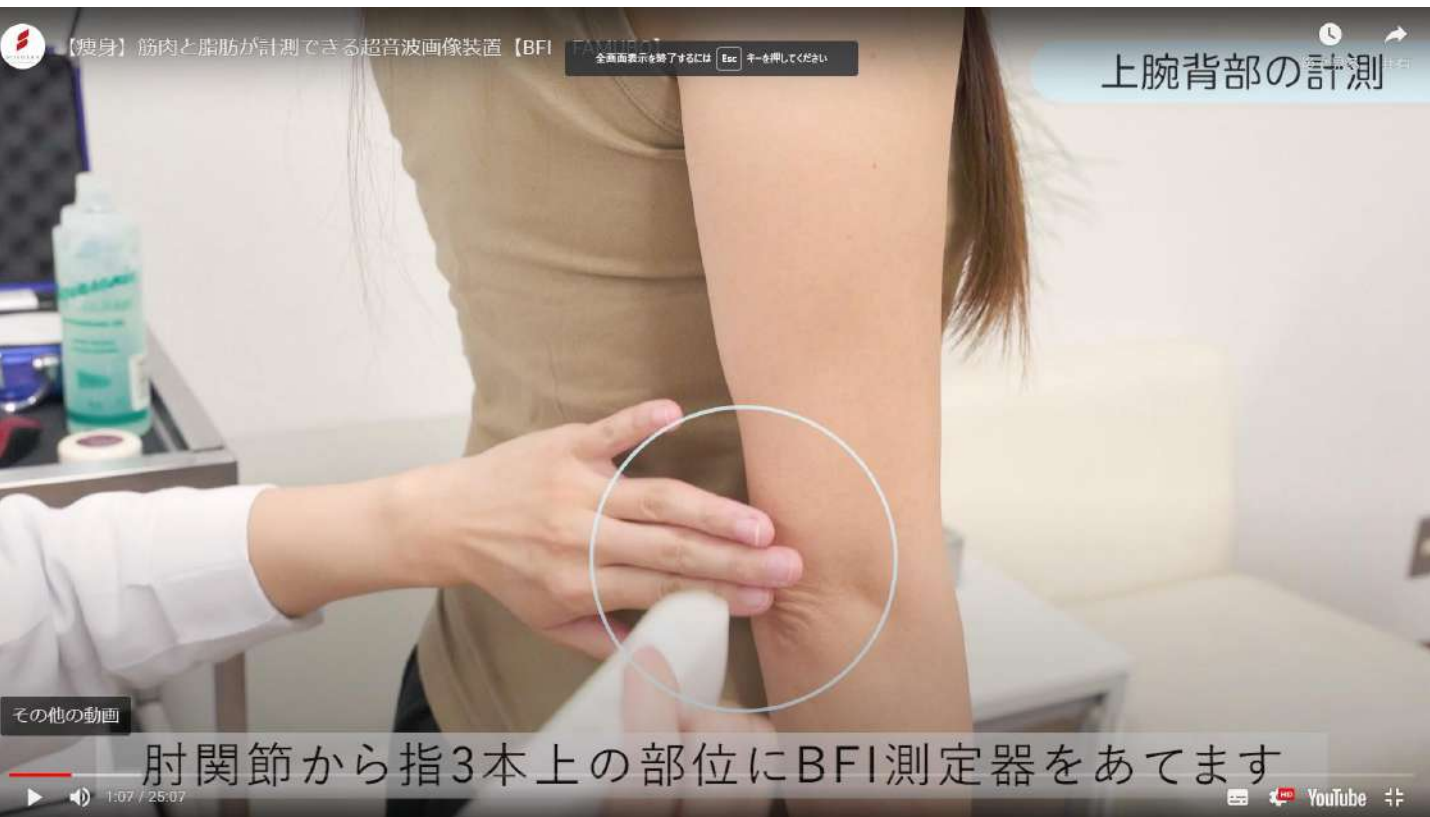 【痩身】筋肉と脂肪が計測できる超音波画像装置【BFI FAMUBO】
全画面表示を終了するには Esc キーを押してください
上腕背部の計測
その他の動画
肘関節から指3本上の部位にBFI測定器をあてます
1:07 / 25:07
HD
YouTube